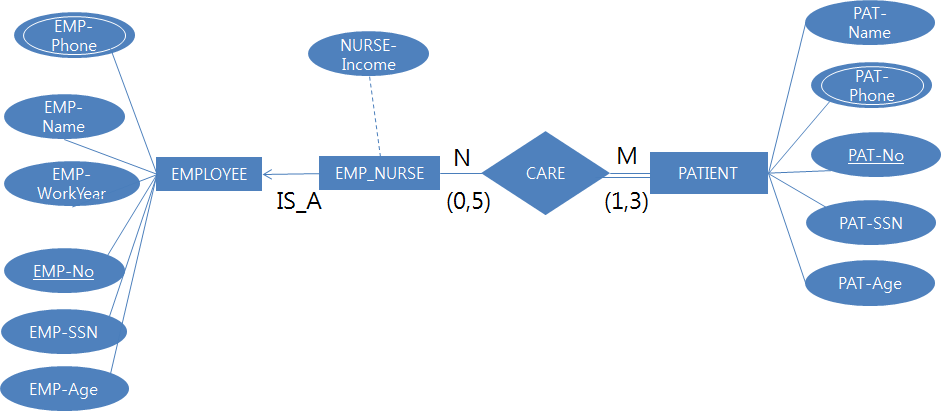 EMP-
Phone
NURSE-
Income
PAT-
Name
PAT-
Phone
EMP-
Name
EMP-
WorkYear
EMPLOYEE
IS_A
EMP_NURSE
N
(0,5)
CARE
M
(1,3)
PATIENT
PAT-No
PAT-SSN
PAT-Age
EMP-No
EMP-SSN
EMP-Age